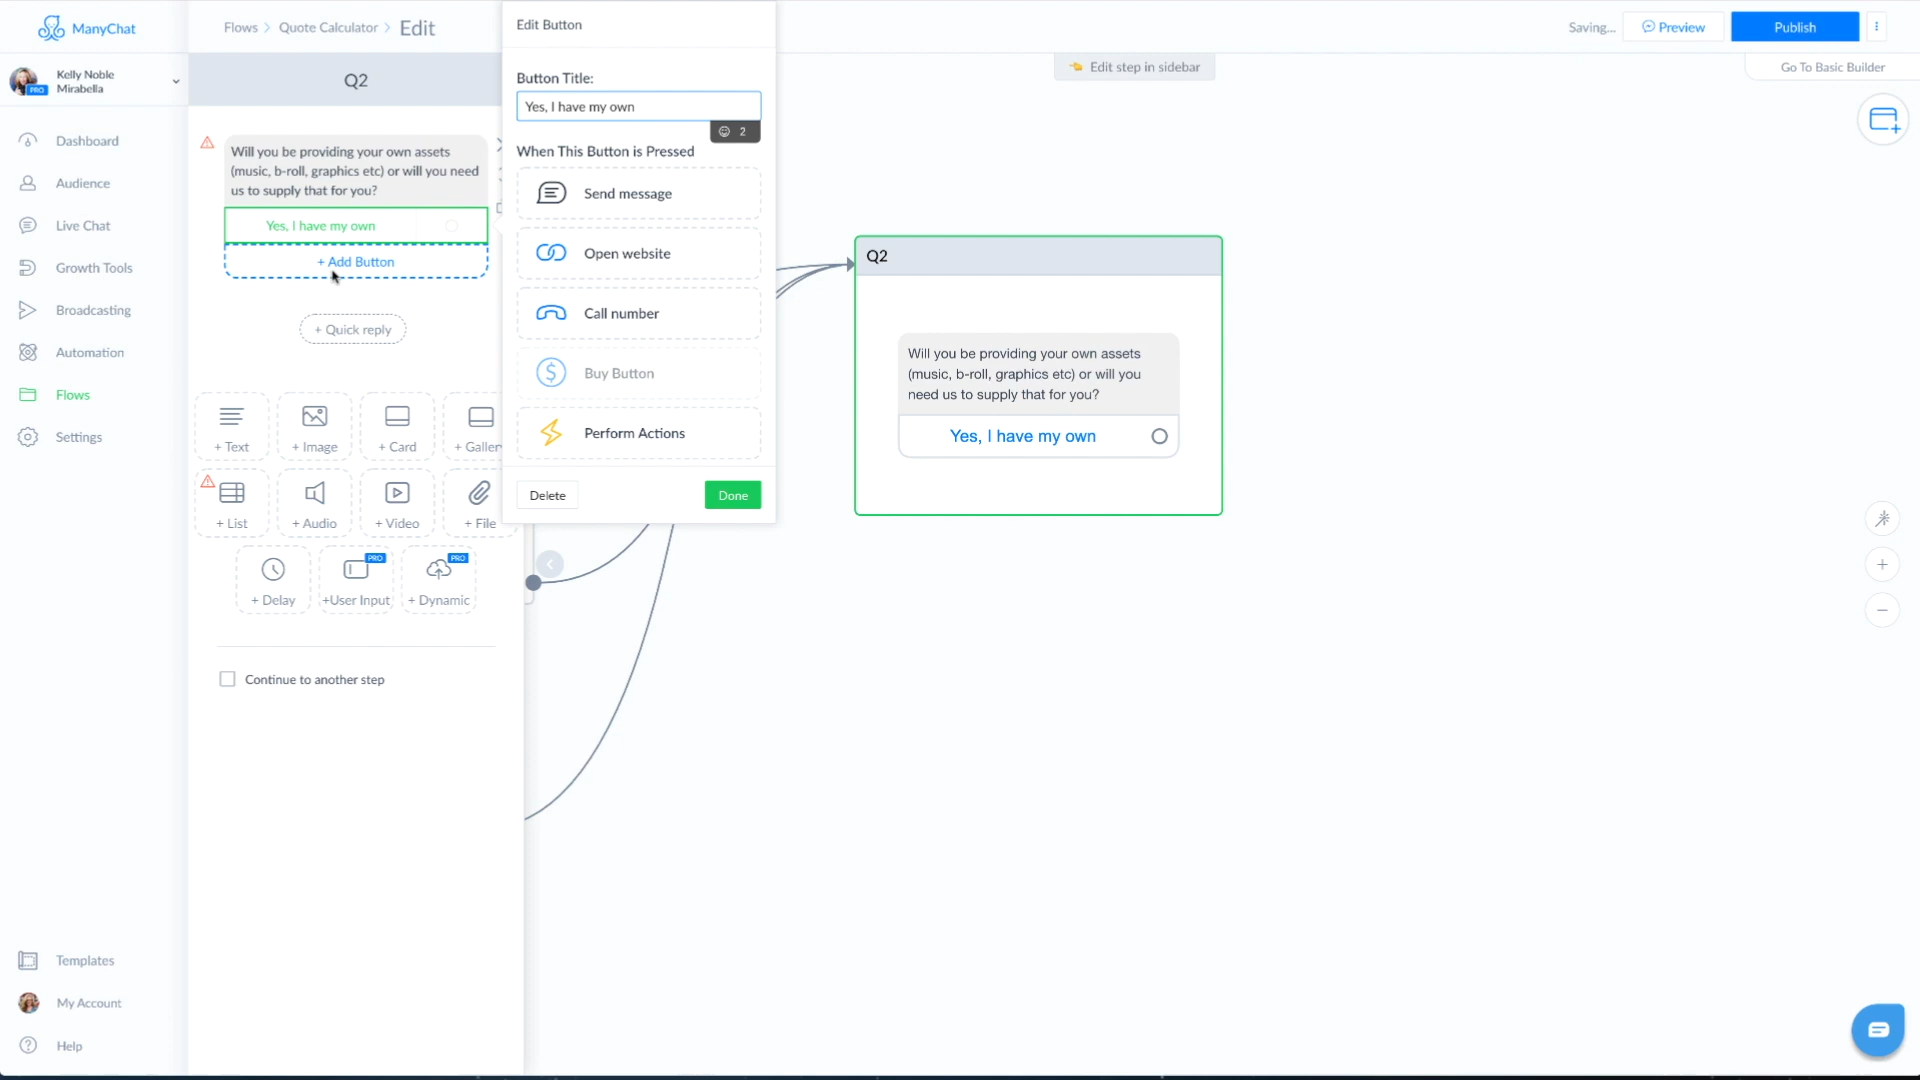 ManyChat
Flows
Quote Calculator
Edit
Edit Button
Saving...
Preview
Publish
Kelly Noble
Mirabella
PRO
Q2
Button Title:
Edit step in sidebar
Go To Basic Builder
Yes, I have my own
2
Dashboard
Audience
Live Chat
Growth Tools
Broadcasting
Automation
Flows
Settings
Will you be providing your own assets
(music, b-roll, graphics etc) or will you need
us to supply that for you?
Yes, I have my own
+ Add Button
+ Quick reply
+ Text
+ Image
+ Card
+ Galler
+ List
+ Audio
+ Video
+ File
PRO
PRO
+ Delay
+User Input
+ Dynamic
Continue to another step
When This Button is Pressed
Send message
Open website
Call number
Buy Button
Perform Actions
Delete
Done
Q2
Will you be providing your own assets
(music, b-roll, graphics etc) or will you
need us to supply that for you?
Yes, I have my own
Templates
My Account
Help